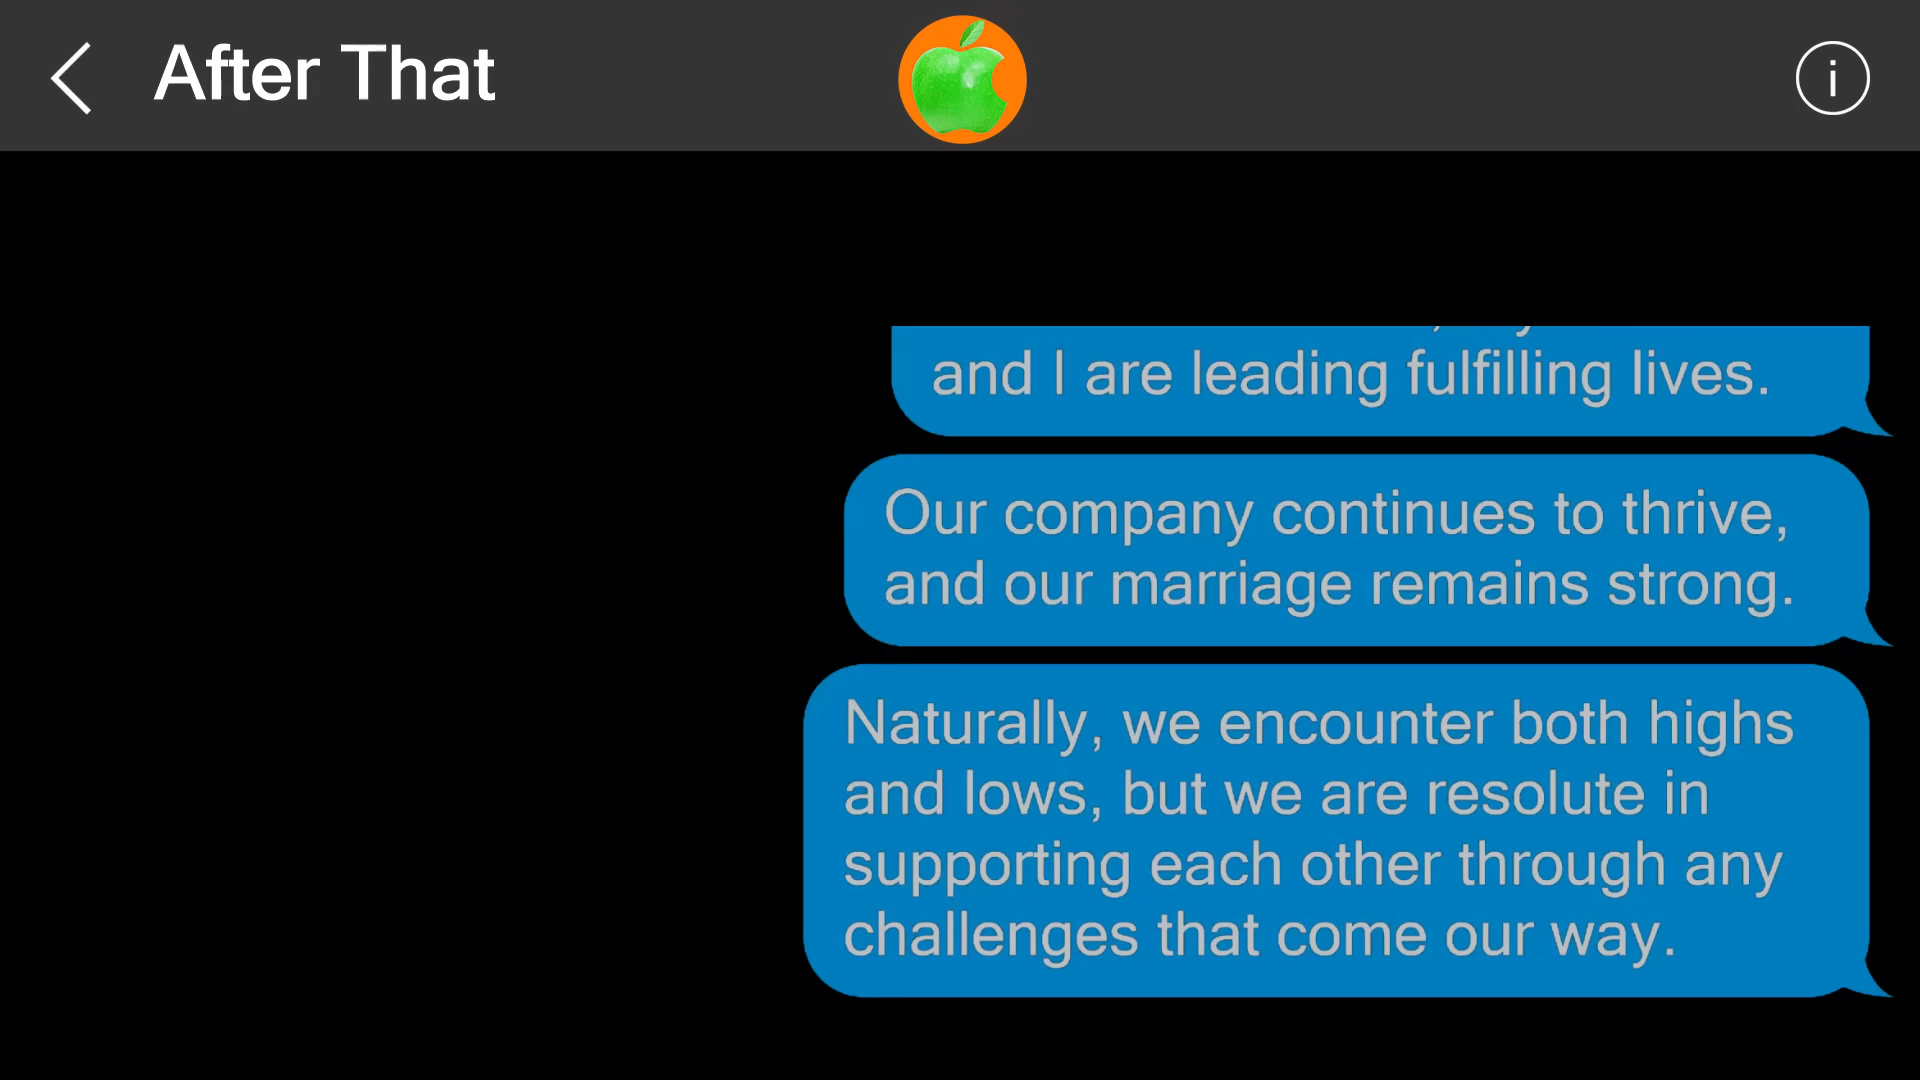 After That
i
and I are leading fulfilling lives.
Our company continues to thrive,
and our marriage remains strong.
Naturally, we encounter both highs
and lows, but we are resolute in
supporting each other through any
challenges that come our way.